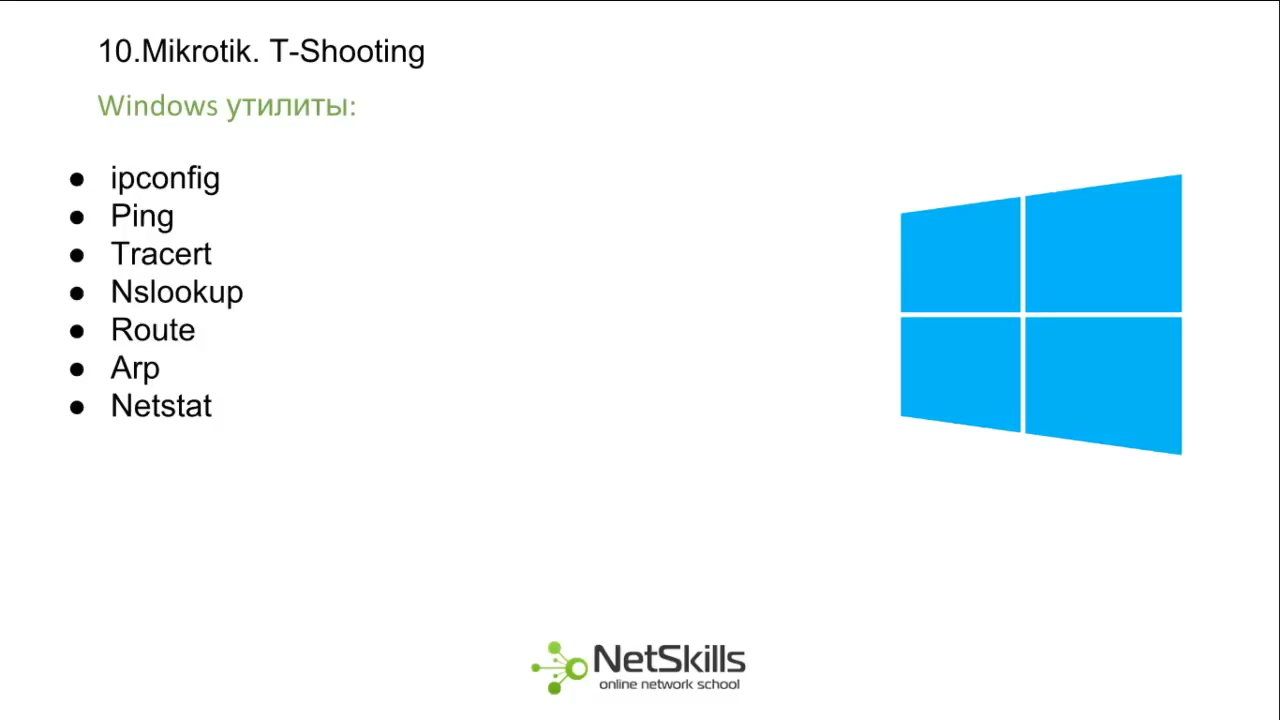 10.Mikrotik. T-Shooting
Windows утилиты:
● ipconfig
● Ping
● Tracert
● Nslookup
● Route
● Arp
● Netstat
NetSkills
online network school